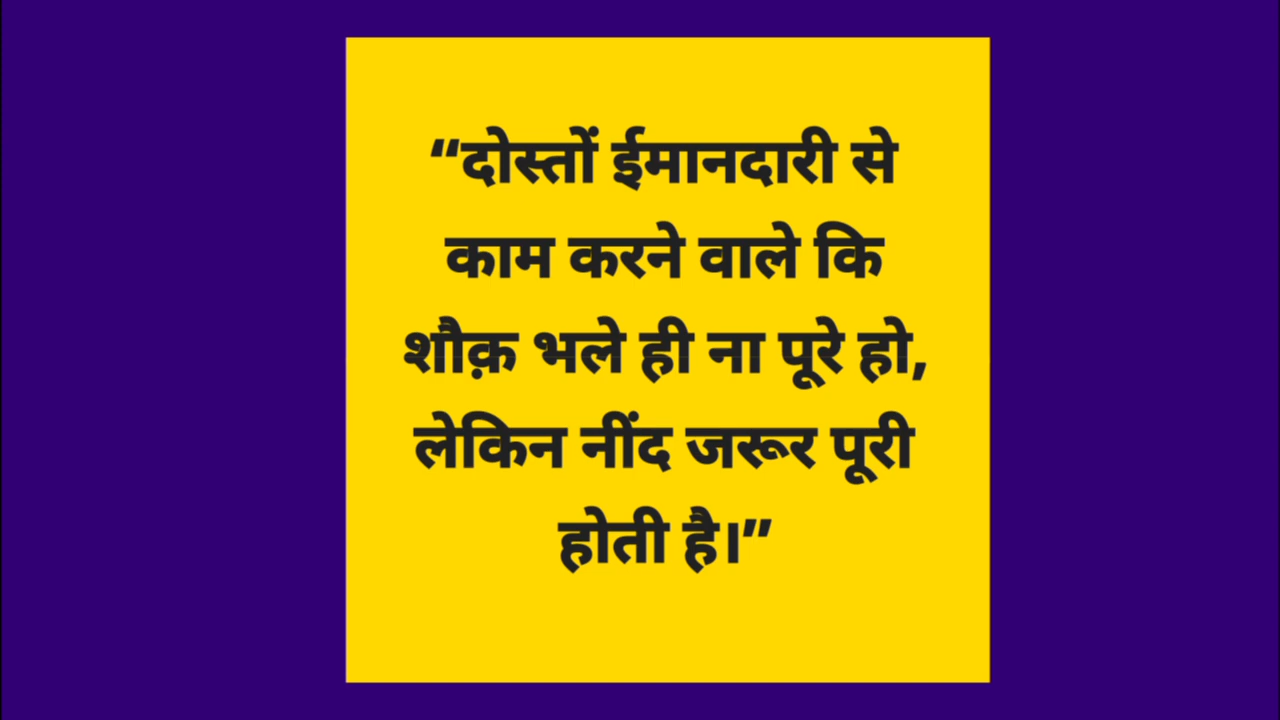 “दोस्तों ईमानदारी से
काम करने वाले कि
शौक़ भले ही ना पूरे हो,
लेकिन नींद जरूर पूरी
होती है।”